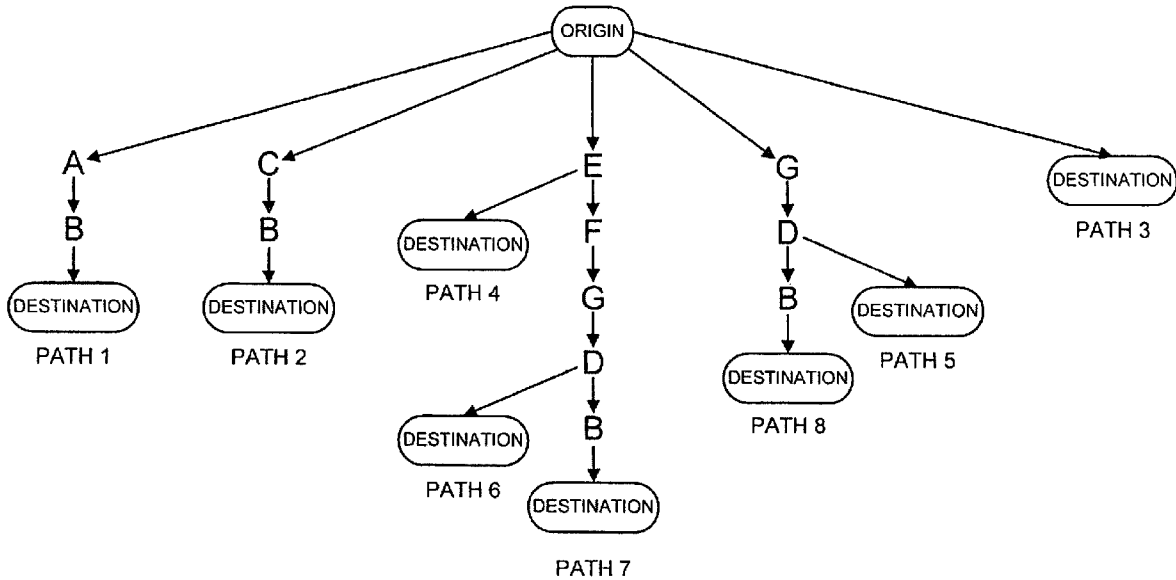 ORIGIN
A
C
E
G
DESTINATION
PATH 3
B
B
DESTINATION
PATH 4
F
D
DESTINATION
PATH 1
DESTINATION
PATH 2
G
B
DESTINATION
PATH 5
D
DESTINATION
PATH 8
DESTINATION
PATH 6
B
DESTINATION
PATH 7